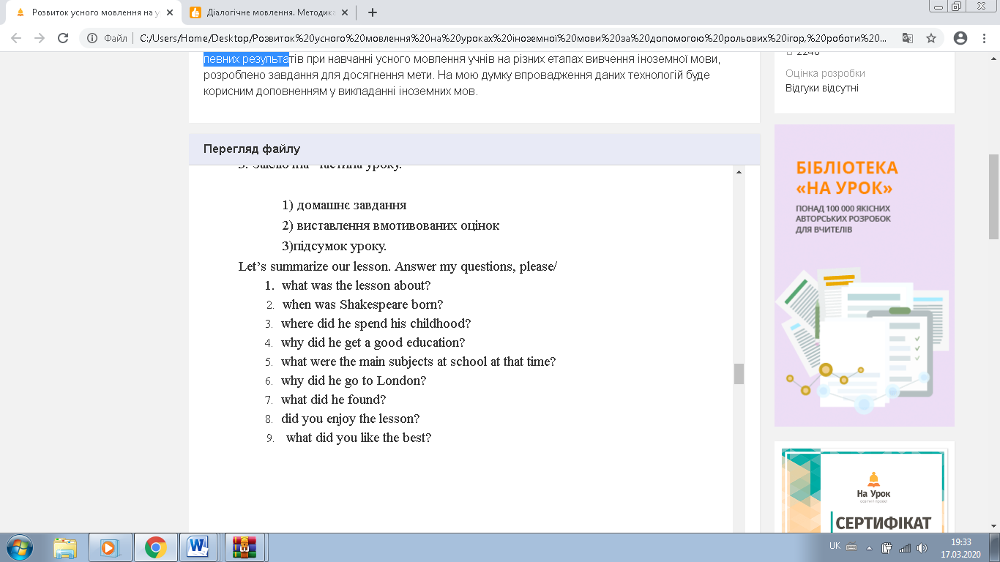 Розвиток усного мовлення на у
Діалогічне мовлення. Методика
Файл
C:/Users/Home/Desktop/Розвиток%20усного%20мовлення%20на%20уроках%20іноземної%20мови%20за%20допомогою%20рольових%20ігор,%20роботи%20...
певних результатів при навчанні усного мовлення учнів на різних етапах вивчення іноземної мови,
розроблено завдання для досягнення мети. На мою думку впровадження даних технологій буде
корисним доповненням у викладанні іноземних мов.
2248
Оцінка розробки
Відгуки відсутні
Перегляд файлу
уроку.
1) домашнє завдання
2) виставлення вмотивованих оцінок
3)підсумок уроку.
Let’s summarize our lesson. Answer my questions, please/
1. what was the lesson about?
2. when was Shakespeare born?
3. where did he spend his childhood?
4. why did he get a good education?
5. what were the main subjects at school at that time?
6. why did he go to London?
7. what did he found?
8. did you enjoy the lesson?
9. what did you like the best?
БІБЛІОТЕКА
«НА УРОК»
ПОНАД 100 000 ЯКІСНИХ
АВТОРСЬКИХ РОЗРОБОК
ДЛЯ ВЧИТЕЛІВ
На Урок
освітній проект
СЕРТИФІКАТ
UK
19:33
17.03.2020